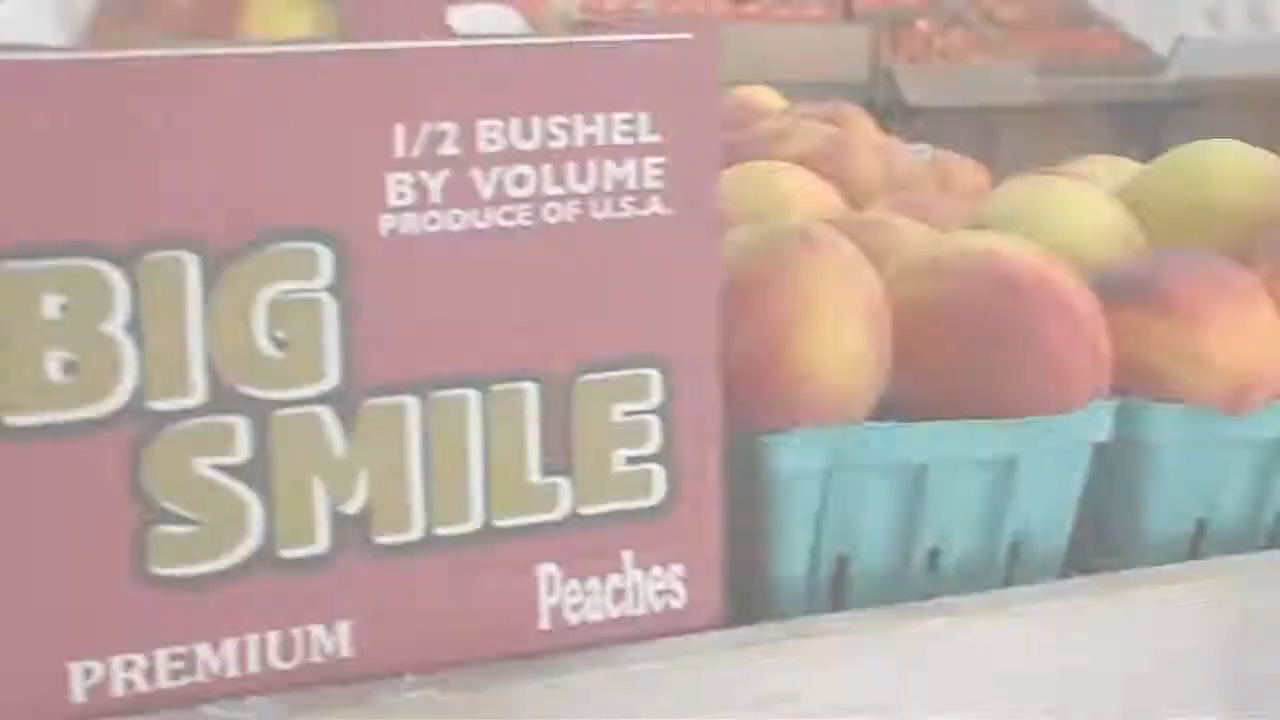 1/2 BUSHEL
BY VOLUME
PRODUCE OF U.S.A.
BIG
SMILE
Peaches
PREMIUM